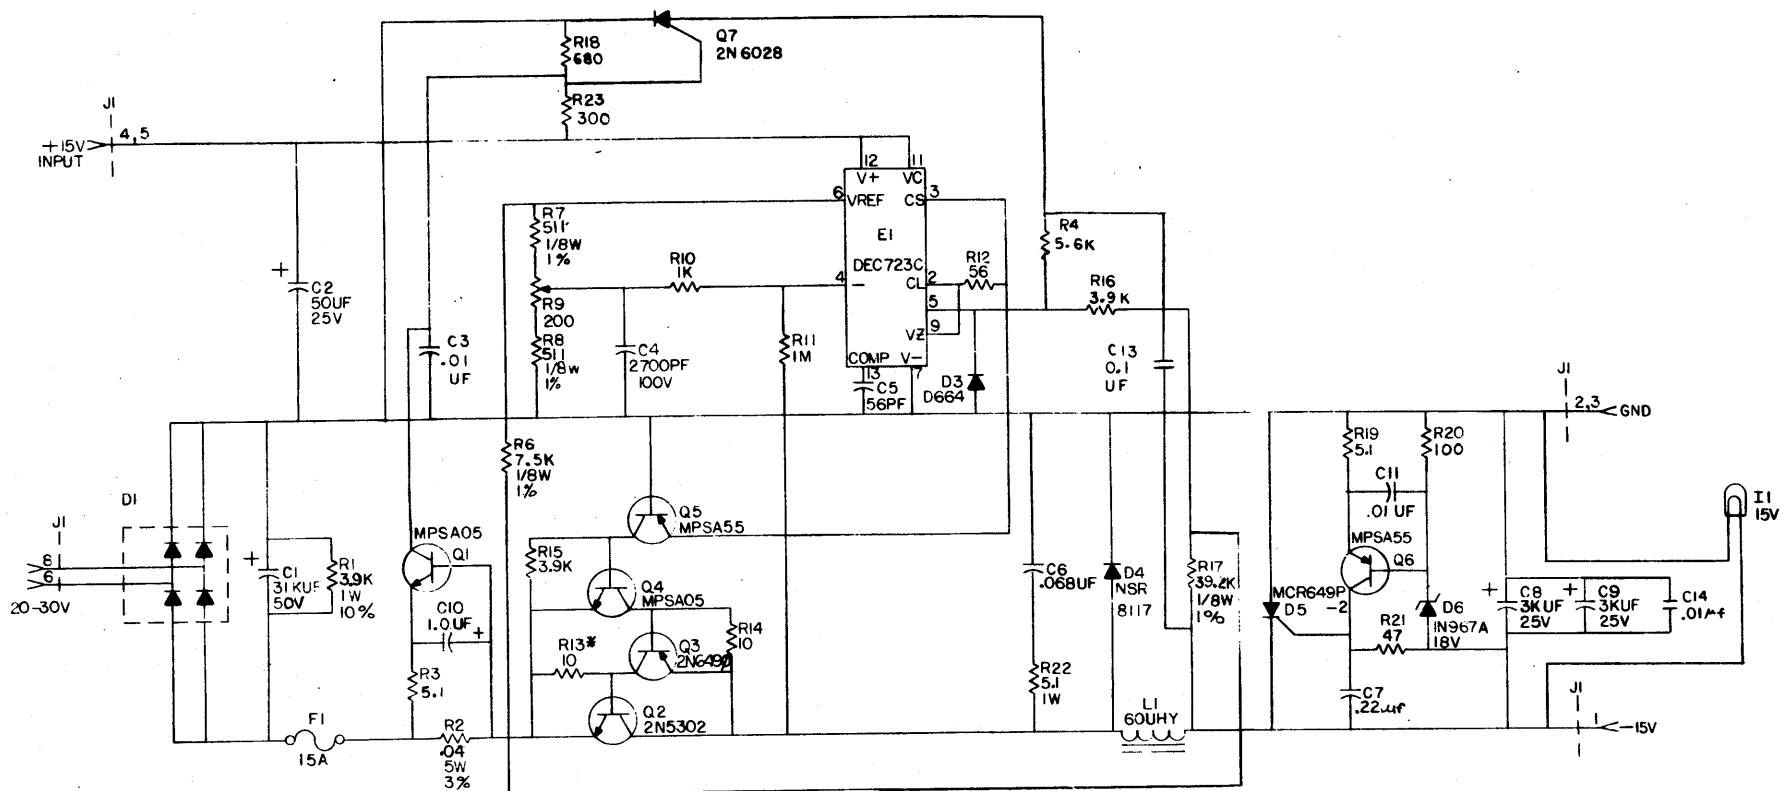 R18
680
Q7
2N 6028
R23
300
J1
4,5
+15V
INPUT
12
11
V+
VC
6
VREF
CS
3
R7
511
1/8W
1%
E1
R4
5.6K
+
C2
50UF
25V
R10
1K
4
−
DEC723C
2
CL
R12
56
R9
200
5
R16
3.9K
VZ
9
C3
.01
UF
R8
511
1/8W
1%
C4
2700PF
100V
R11
1M
COMP
V−
13
7
C5
56PF
D3
D664
C13
0.1
UF
J1
2,3
GND
R6
7.5K
1/8W
1%
R19
5.1
R20
100
C11
.01 UF
D1
J1
8
6
20-30V
Q5
MPSA55
I1
15V
MPSA05
Q1
MPSA55
Q6
+
C1
31KUF
50V
R1
3.9K
1W
10%
R15
3.9K
C6
.068UF
D4
NSR
8117
R17
39.2K
1/8W
1%
Q4
MPSA05
MCR649P
-2
D5
D6
1N967A
18V
+
C8
3KUF
25V
+
C9
3KUF
25V
C14
.01μf
C10
1.0UF
+
R13*
10
Q3
2N6490
R14
10
R21
47
R3
5.1
R22
5.1
1W
C7
.22uf
J1
1
−15V
F1
15A
R2
.04
5W
3%
Q2
2N5302
L1
60UHY